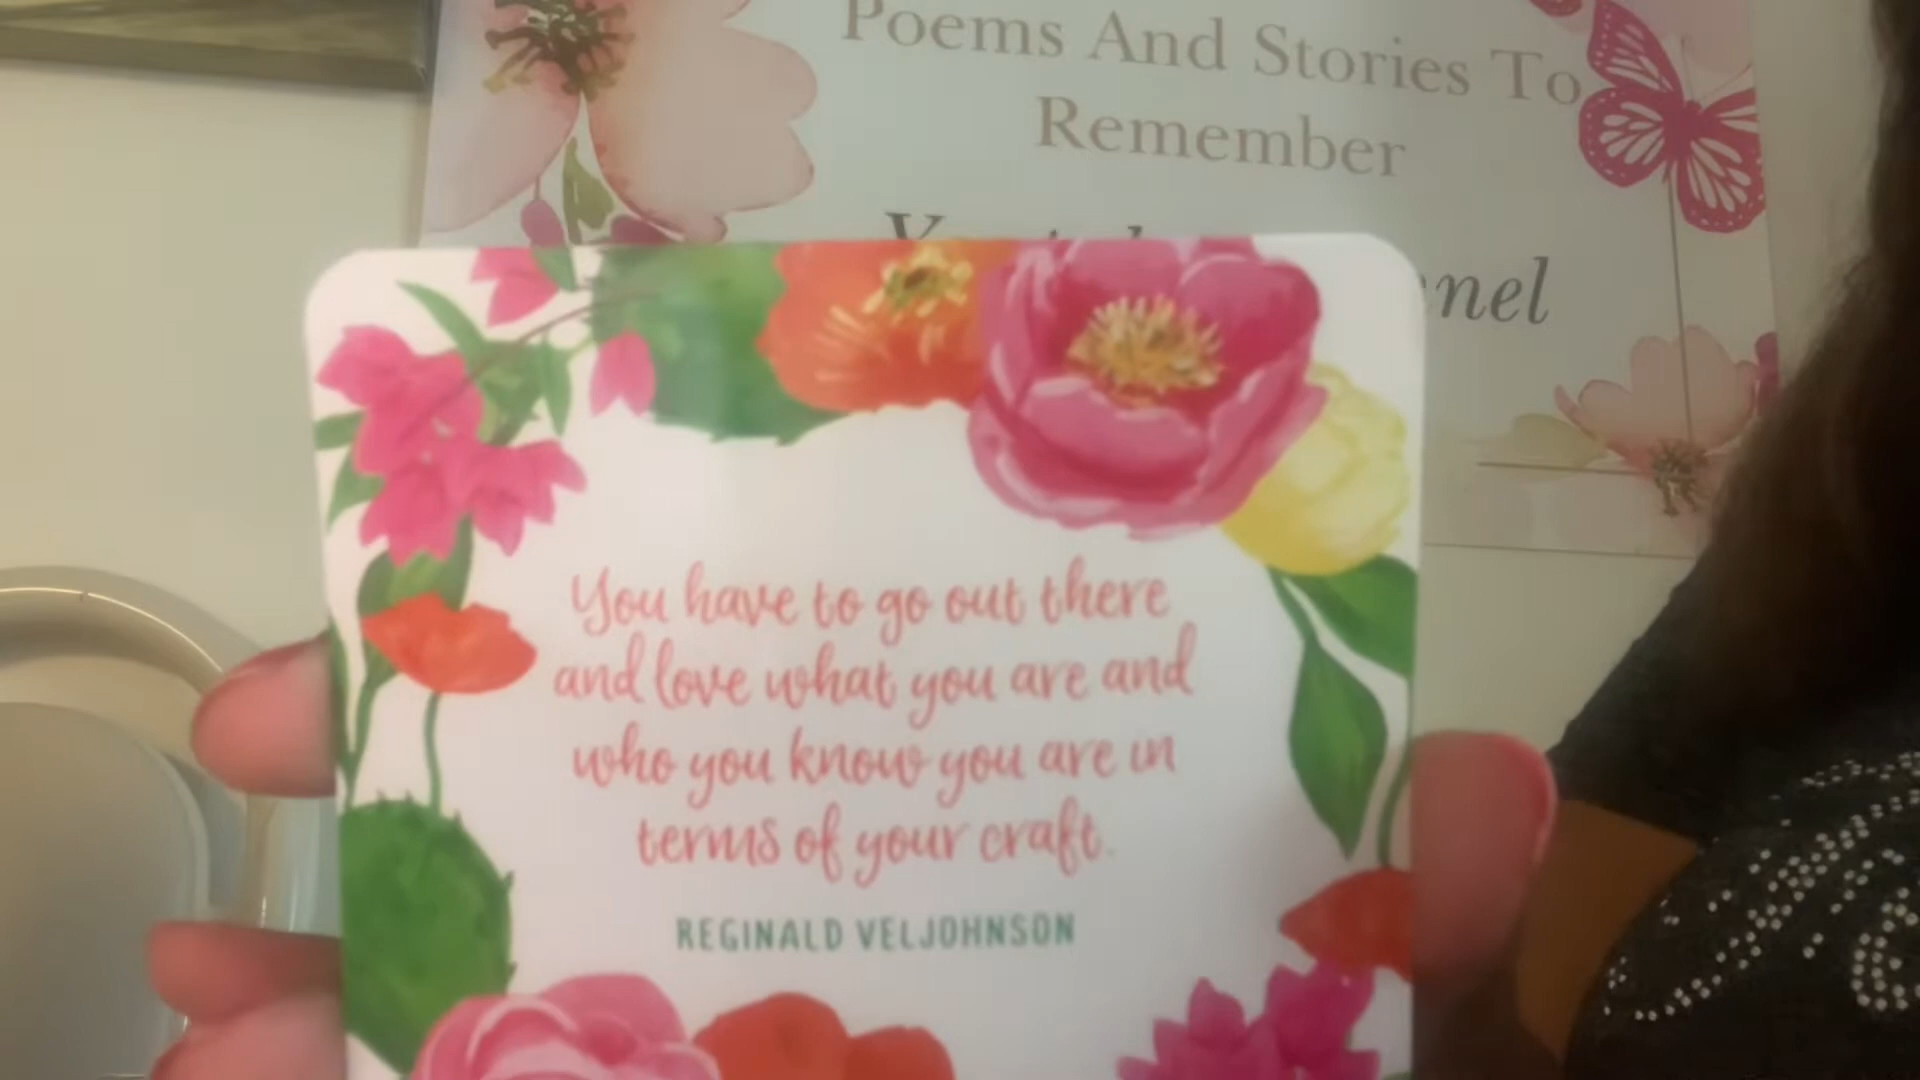 Poems And Stories To
Remember
nel
You have to go out there
and love what you are and
who you know you are in
terms of your craft.
REGINALD VELJOHNSON